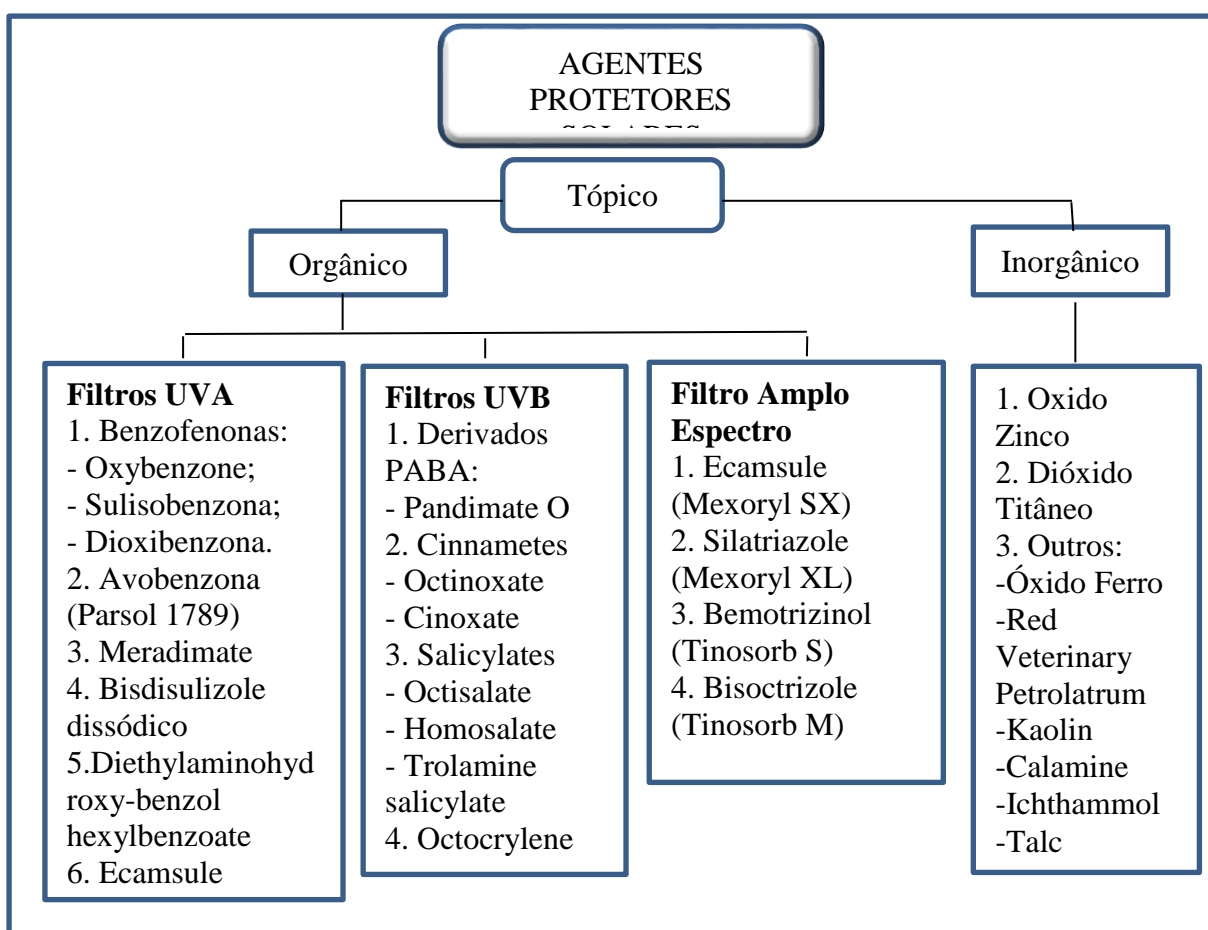 AGENTES
PROTETORES
Tópico
Orgânico
Inorgânico
Filtros UVA
1. Benzofenonas:
- Oxybenzone;
- Sulisobenzona;
- Dioxibenzona.
2. Avobenzona
(Parsol 1789)
3. Meradimate
4. Bisdisulizole
dissódico
5.Diethylaminohyd
roxy-benzol
hexylbenzoate
6. Ecamsule
Filtros UVB
1. Derivados
PABA:
- Pandimate O
2. Cinnametes
- Octinoxate
- Cinoxate
3. Salicylates
- Octisalate
- Homosalate
- Trolamine
salicylate
4. Octocrylene
Filtro Amplo
Espectro
1. Ecamsule
(Mexoryl SX)
2. Silatriazole
(Mexoryl XL)
3. Bemotrizinol
(Tinosorb S)
4. Bisoctrizole
(Tinosorb M)
1. Oxido
Zinco
2. Dióxido
Titâneo
3. Outros:
-Óxido Ferro
-Red
Veterinary
Petrolatrum
-Kaolin
-Calamine
-Ichthammol
-Talc